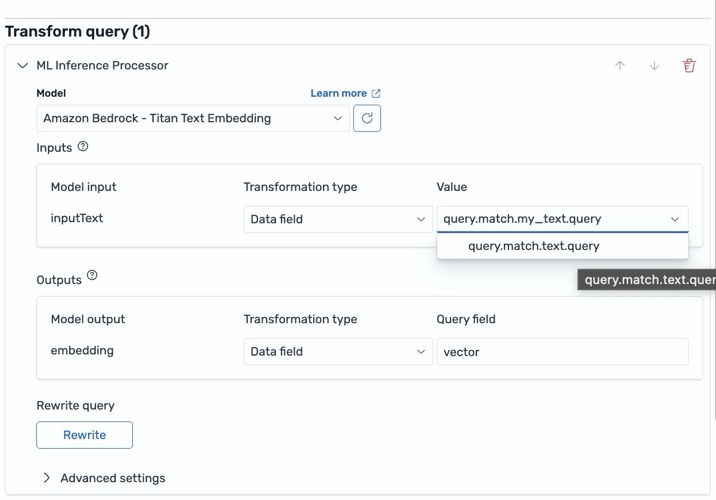 Transform query (1)
ML Inference Processor
Model Learn more
Amazon Bedrock - Titan Text Embedding
Inputs
Model input Transformation type Value
inputText Data field query.match.my_text.query
query.match.text.query
Outputs
query.match.text.quer
Model output Transformation type Query field
embedding Data field vector
Rewrite query
Rewrite
Advanced settings